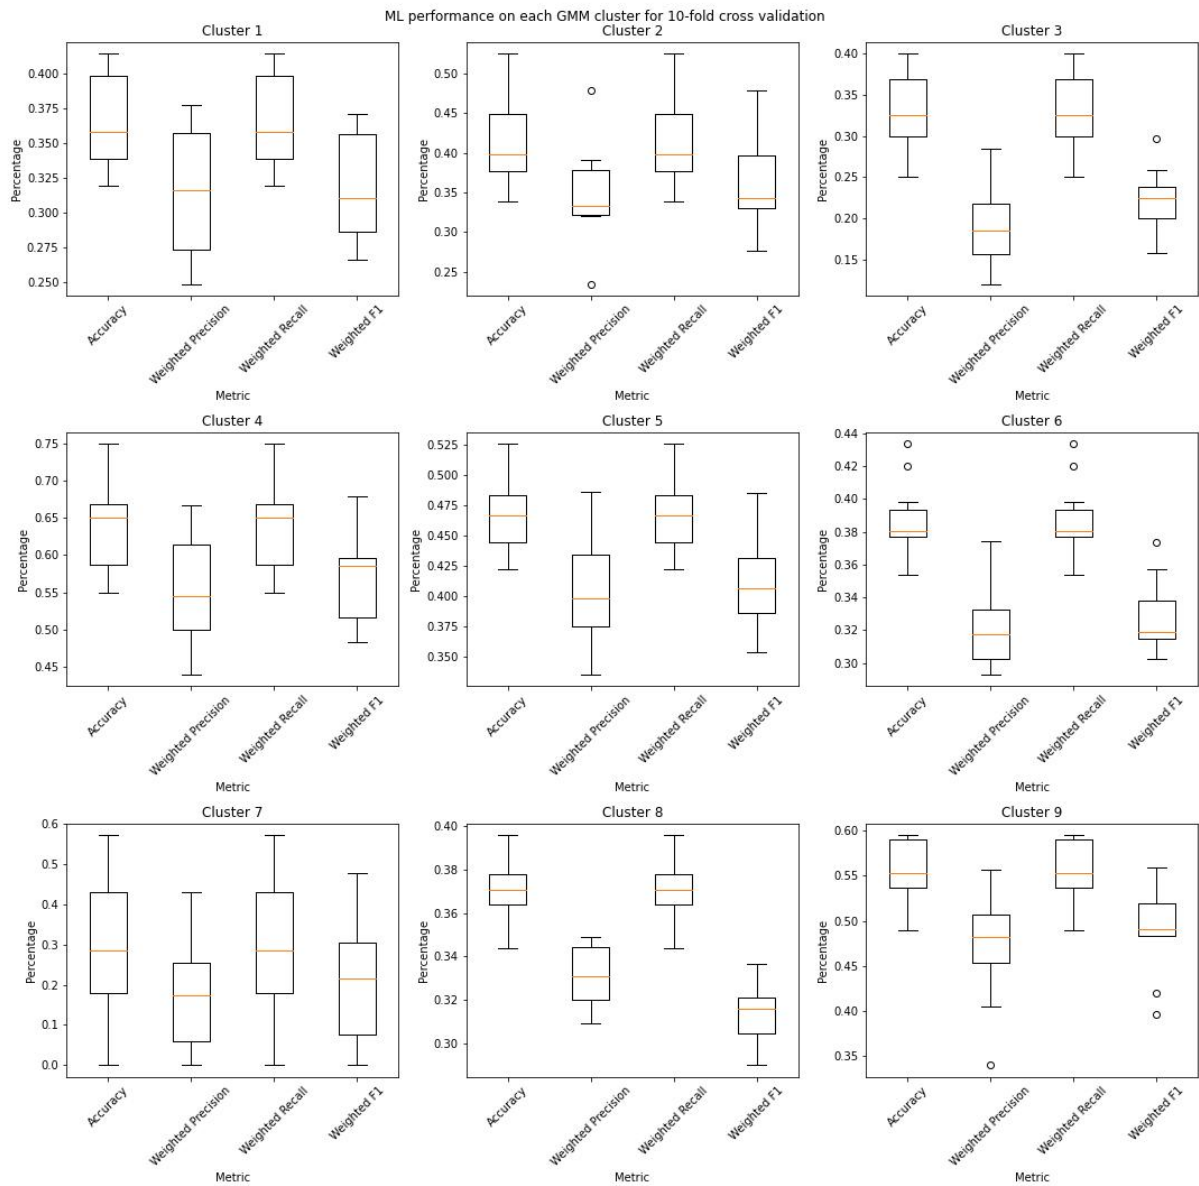 ML performance on each GMM cluster for 10-fold cross validation
Cluster 1
Percentage
0.400
0.375
0.350
0.325
0.300
0.275
0.250
Accuracy
Weighted Precision
Weighted Recall
Weighted F1
Metric
Cluster 2
Percentage
0.50
0.45
0.40
0.35
0.30
0.25
Accuracy
Weighted Precision
Weighted Recall
Weighted F1
Metric
Cluster 3
Percentage
0.40
0.35
0.30
0.25
0.20
0.15
Accuracy
Weighted Precision
Weighted Recall
Weighted F1
Metric
Cluster 4
Percentage
0.75
0.70
0.65
0.60
0.55
0.50
0.45
Accuracy
Weighted Precision
Weighted Recall
Weighted F1
Metric
Cluster 5
Percentage
0.525
0.500
0.475
0.450
0.425
0.400
0.375
0.350
Accuracy
Weighted Precision
Weighted Recall
Weighted F1
Metric
Cluster 6
Percentage
0.44
0.42
0.40
0.38
0.36
0.34
0.32
0.30
Accuracy
Weighted Precision
Weighted Recall
Weighted F1
Metric
Cluster 7
Percentage
0.6
0.5
0.4
0.3
0.2
0.1
0.0
Accuracy
Weighted Precision
Weighted Recall
Weighted F1
Metric
Cluster 8
Percentage
0.40
0.38
0.36
0.34
0.32
0.30
Accuracy
Weighted Precision
Weighted Recall
Weighted F1
Metric
Cluster 9
Percentage
0.60
0.55
0.50
0.45
0.40
0.35
Accuracy
Weighted Precision
Weighted Recall
Weighted F1
Metric